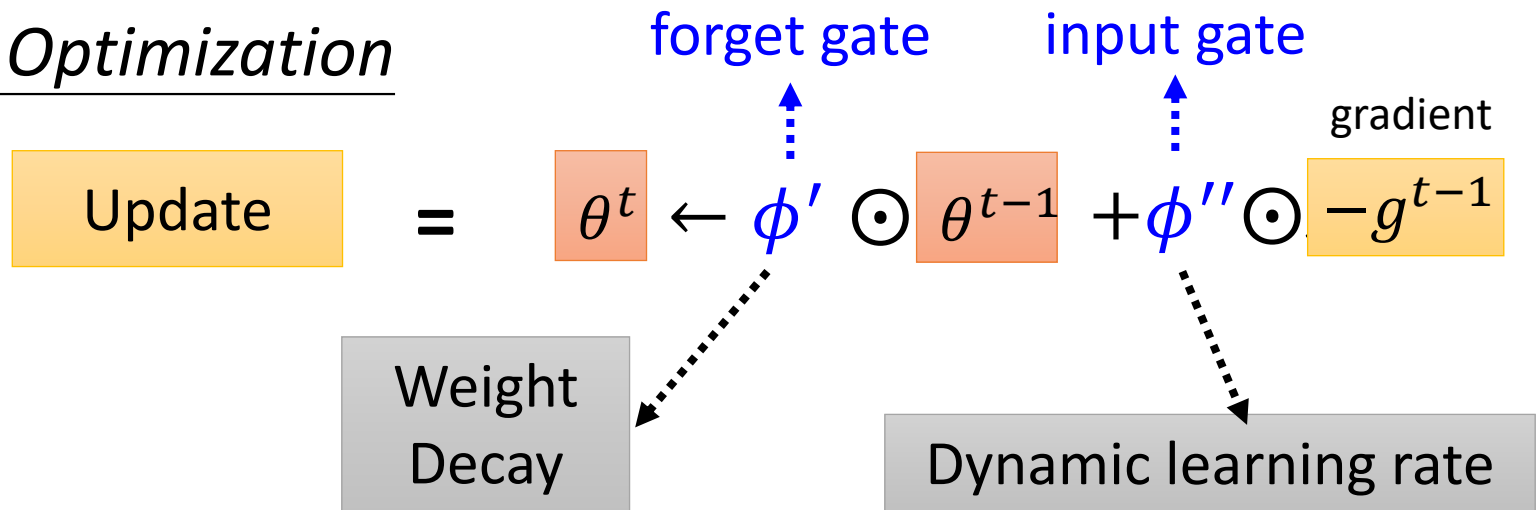 Optimization
forget gate
input gate
gradient
Update = θ^t ← ϕ′ ⊙ θ^{t−1} + ϕ′′ ⊙ −g^{t−1}
Weight
Decay
Dynamic learning rate